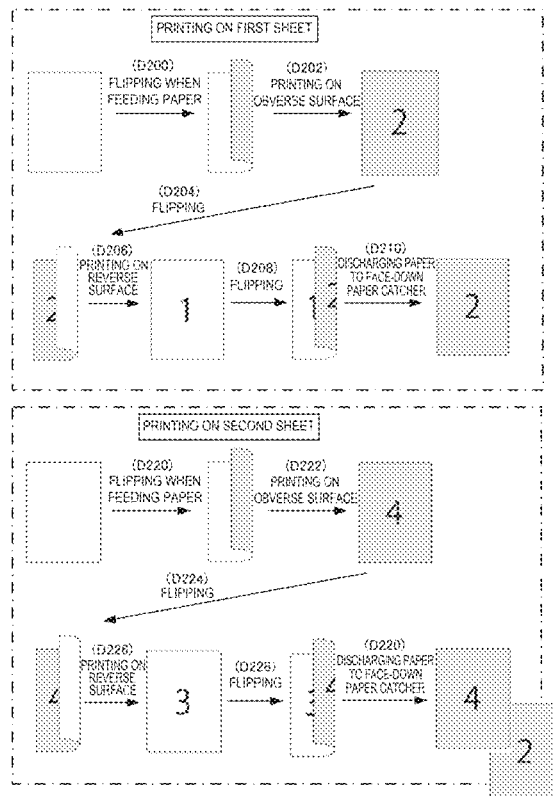 PRINTING ON FIRST SHEET
(D200)
FLIPPING WHEN
FEEDING PAPER
(D202)
PRINTING ON
OBVERSE SURFACE
2
(D204)
FLIPPING
2
(D206)
PRINTING ON
REVERSE
SURFACE
1
(D208)
FLIPPING
1
2
(D210)
DISCHARGING PAPER
TO FACE-DOWN
PAPER CATCHER
2
PRINTING ON SECOND SHEET
(D220)
FLIPPING WHEN
FEEDING PAPER
(D222)
PRINTING ON
OBVERSE SURFACE
4
(D224)
FLIPPING
4
(D226)
PRINTING ON
REVERSE
SURFACE
3
(D228)
FLIPPING
3
4
(D220)
DISCHARGING PAPER
TO FACE-DOWN
PAPER CATCHER
4
2